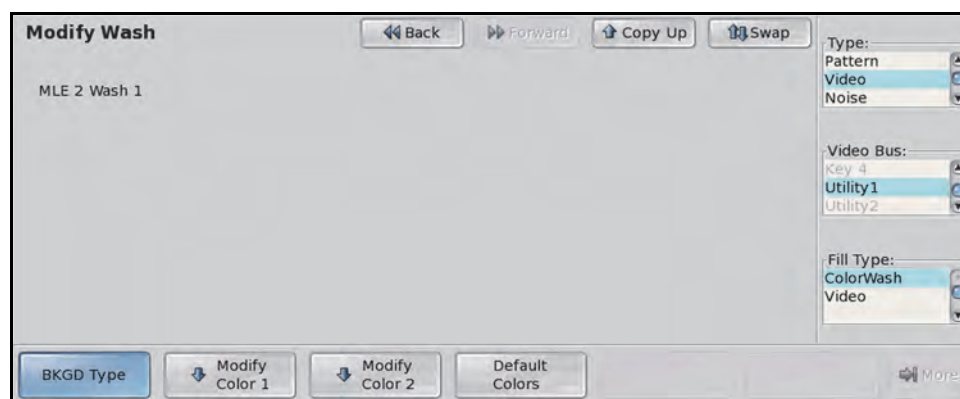 Modify Wash
Back
Forward
Copy Up
Swap
MLE 2 Wash 1
Type:
Pattern
Video
Noise
Video Bus:
Key 4
Utility1
Utility2
Fill Type:
ColorWash
Video
BKGD Type
Modify
Color 1
Modify
Color 2
Default
Colors
More